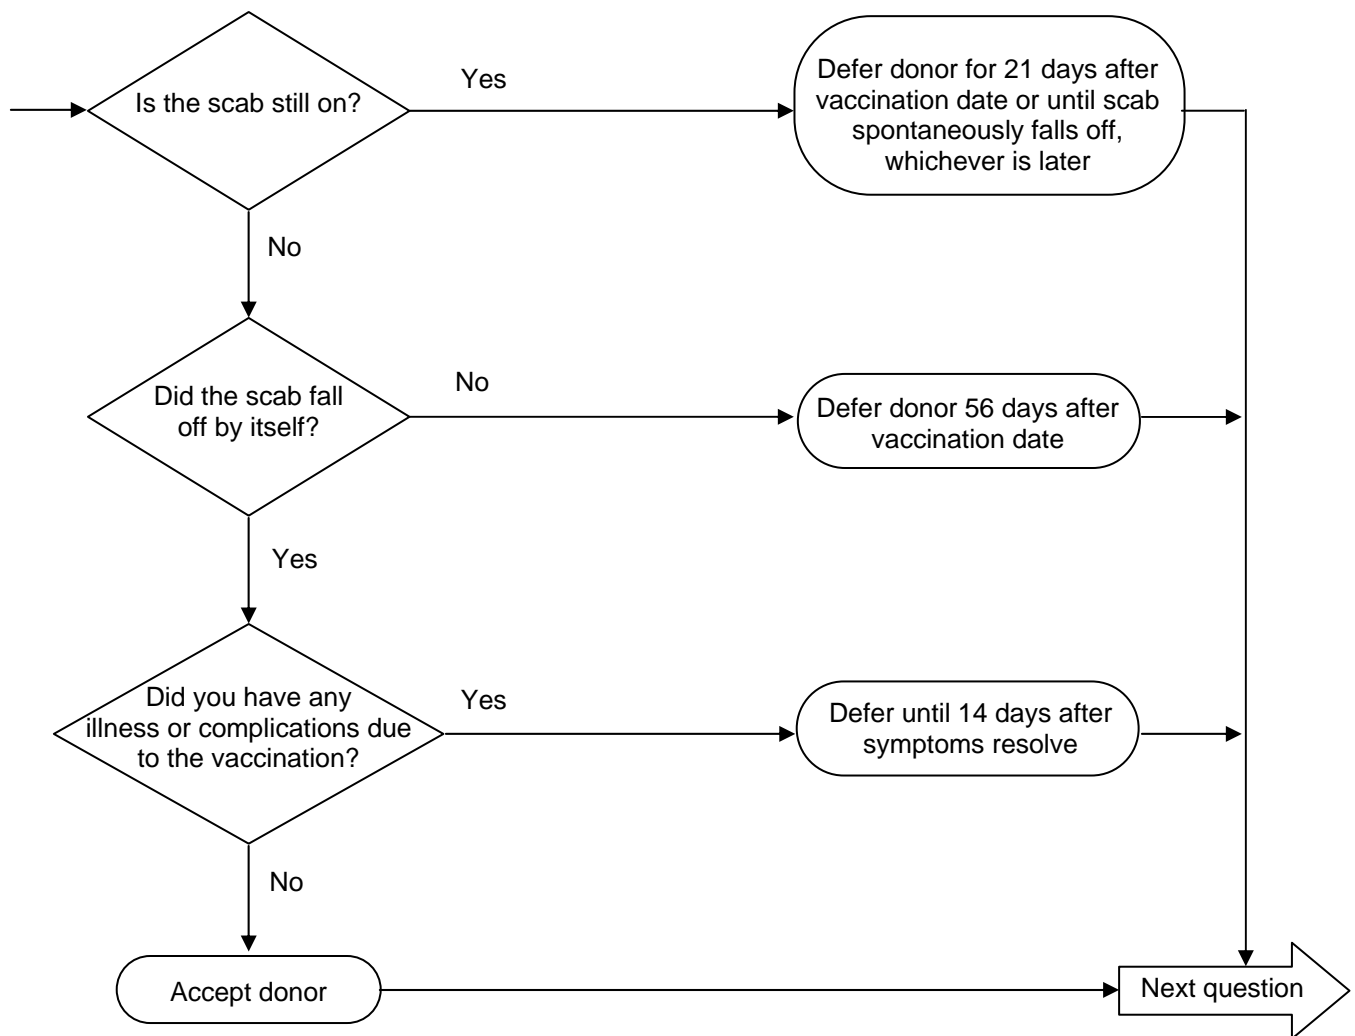 Is the scab still on?
Yes
Defer donor for 21 days after
vaccination date or until scab
spontaneously falls off,
whichever is later
No
Did the scab fall
off by itself?
No
Defer donor 56 days after
vaccination date
Yes
Did you have any
illness or complications due
to the vaccination?
Yes
Defer until 14 days after
symptoms resolve
No
Accept donor
Next question